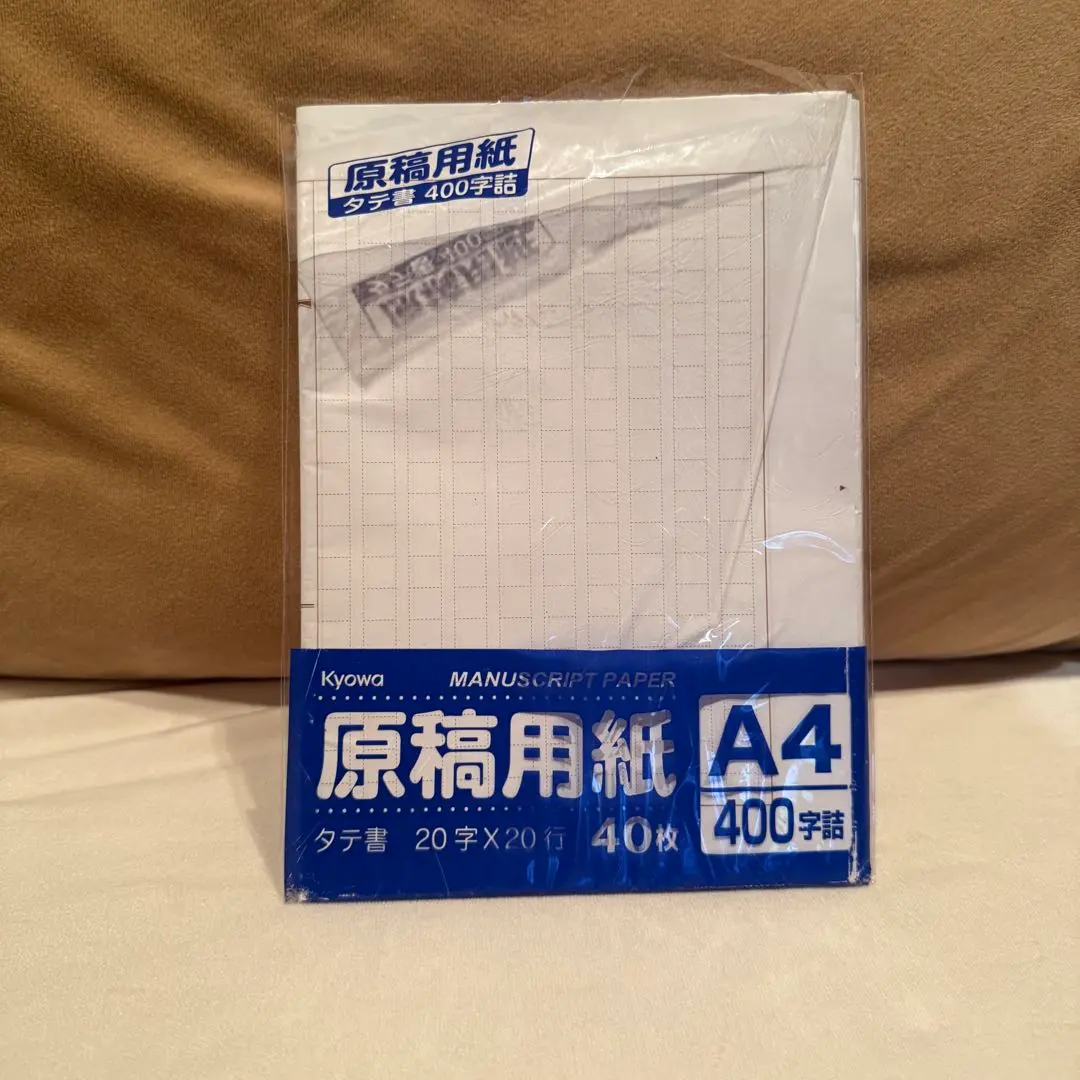 原稿用紙
タテ書 400字詰
Kyowa
MANUSCRIPT PAPER
原稿用紙
A4
タテ書 20字X20行 40枚
400字詰